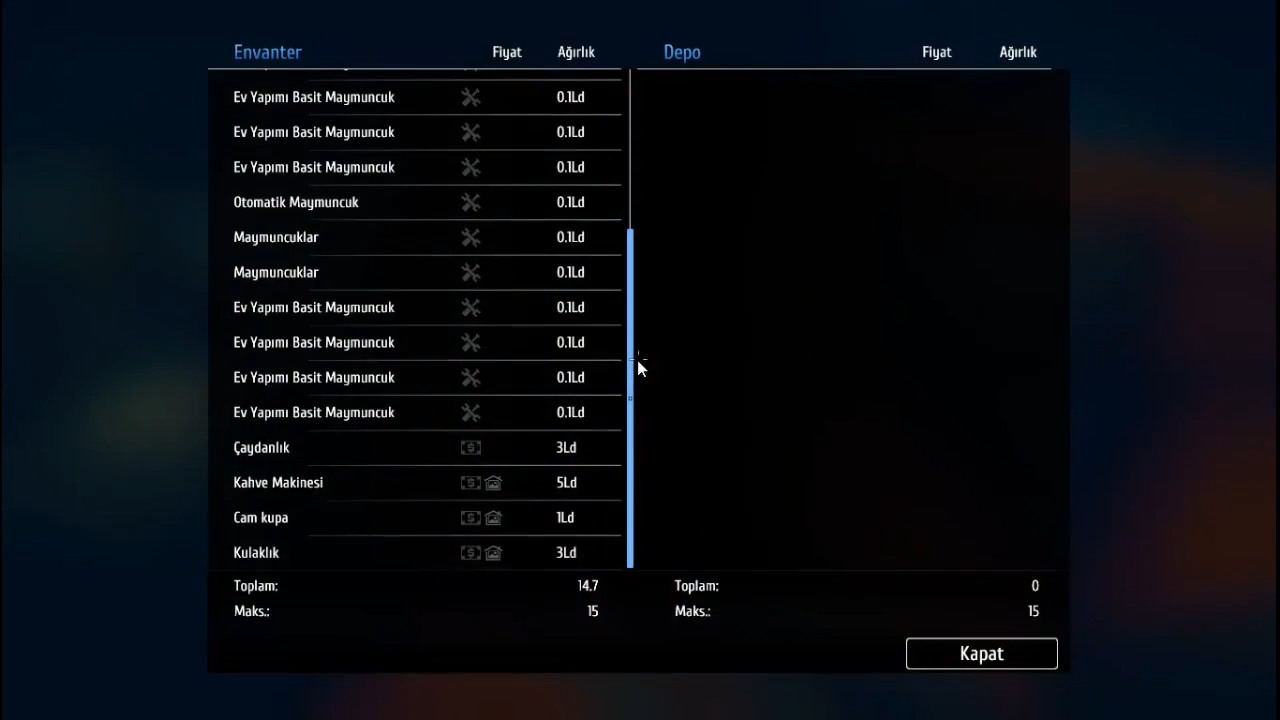 Envanter Fiyat Ağırlık Depo Fiyat Ağırlık
Ev Yapımı Basit Maymuncuk 0.1Ld
Ev Yapımı Basit Maymuncuk 0.1Ld
Ev Yapımı Basit Maymuncuk 0.1Ld
Otomatik Maymuncuk 0.1Ld
Maymuncuklar 0.1Ld
Maymuncuklar 0.1Ld
Ev Yapımı Basit Maymuncuk 0.1Ld
Ev Yapımı Basit Maymuncuk 0.1Ld
Ev Yapımı Basit Maymuncuk 0.1Ld
Ev Yapımı Basit Maymuncuk 0.1Ld
Çaydanlık 3Ld
Kahve Makinesi 5Ld
Cam kupa 1Ld
Kulaklık 3Ld
Toplam: 14.7 Toplam: 0
Maks.: 15 Maks.: 15
Kapat